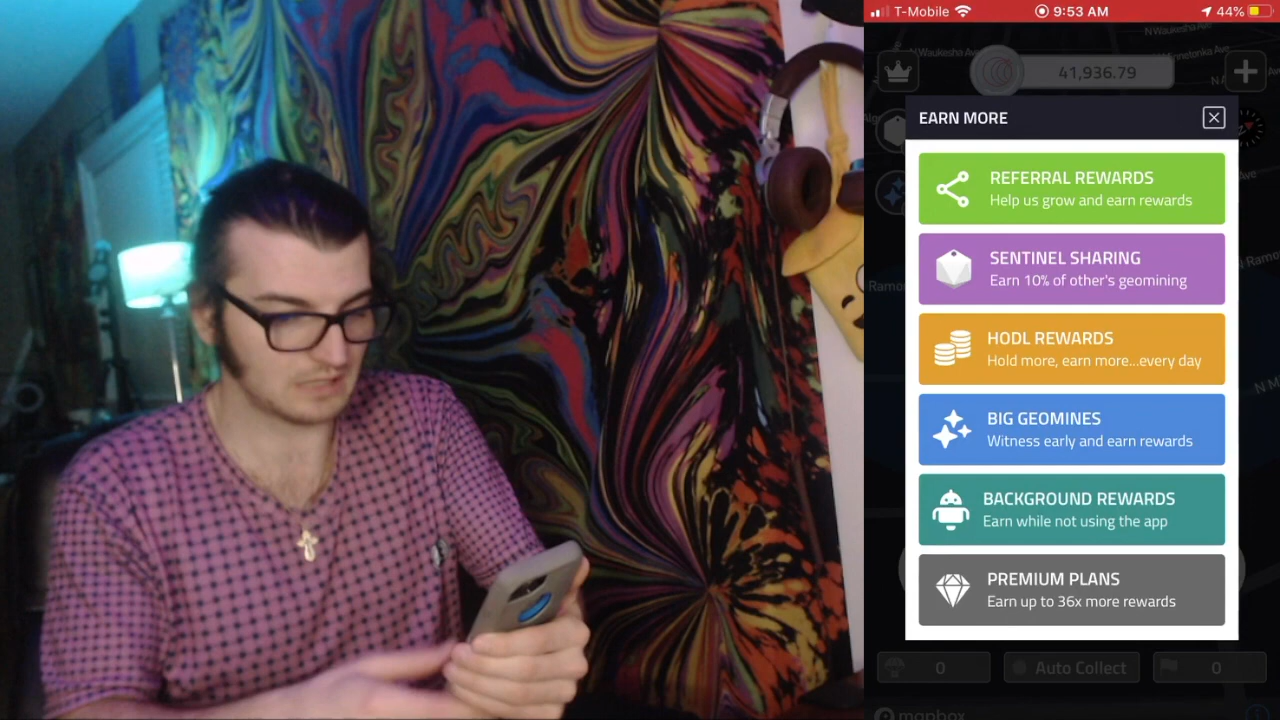 T-Mobile
9:53 AM
44%
N Waukesha Ave
41,936.79
EARN MORE
REFERRAL REWARDS
Help us grow and earn rewards
SENTINEL SHARING
Earn 10% of other's geomining
HODL REWARDS
Hold more, earn more...every day
BIG GEOMINES
Witness early and earn rewards
BACKGROUND REWARDS
Earn while not using the app
PREMIUM PLANS
Earn up to 36x more rewards
0
Auto Collect
0
mapbox